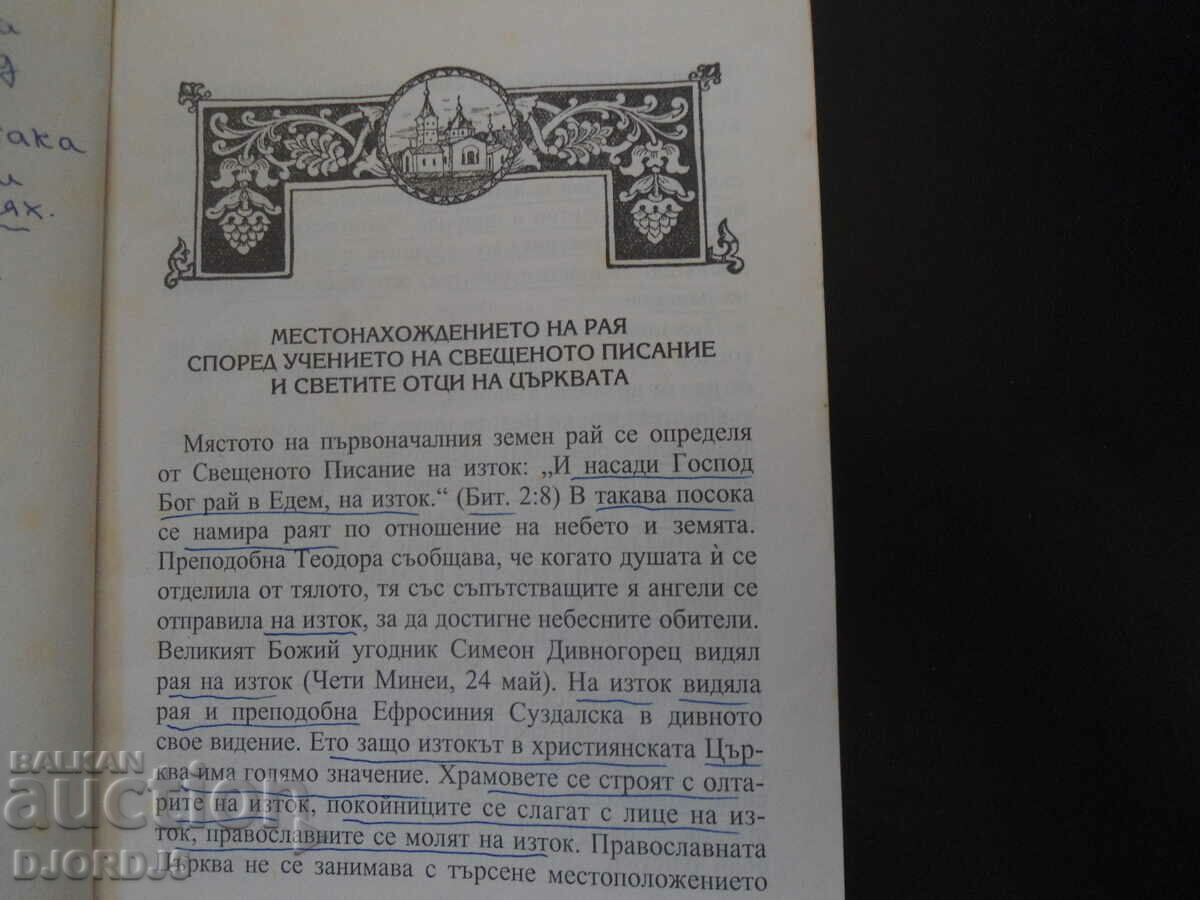 ака
ях.
МЕСТОНАХОЖДЕНИЕТО НА РАЯ
СПОРЕД УЧЕНИЕТО НА СВЕЩЕНОТО ПИСАНИЕ
И СВЕТИТЕ ОТЦИ НА ЦЪРКВАТА
Мястото на първоначалния земен рай се определя
от Свещеното Писание на изток: „И насади Господ
Бог рай в Едем, на изток.“ (Бит. 2:8) В такава посока
се намира раят по отношение на небето и земята.
Преподобна Теодора съобщава, че когато душата ѝ се
отделила от тялото, тя със съпътстващите я ангели се
отправила на изток, за да достигне небесните обители.
Великият Божий угодник Симеон Дивногорец видял
рая на изток (Чети Минеи, 24 май). На изток видяла
рая и преподобна Ефросиния Суздалска в дивното
свое видение. Ето защо изтокът в християнската Цър-
ква има голямо значение. Храмовете се строят с олта-
рите на изток, покойниците се слагат с лице на из-
ток, православните се молят на изток. Православната
Църква не се занимава с търсене местоположението
BALKAN
auction
DJORDJ8